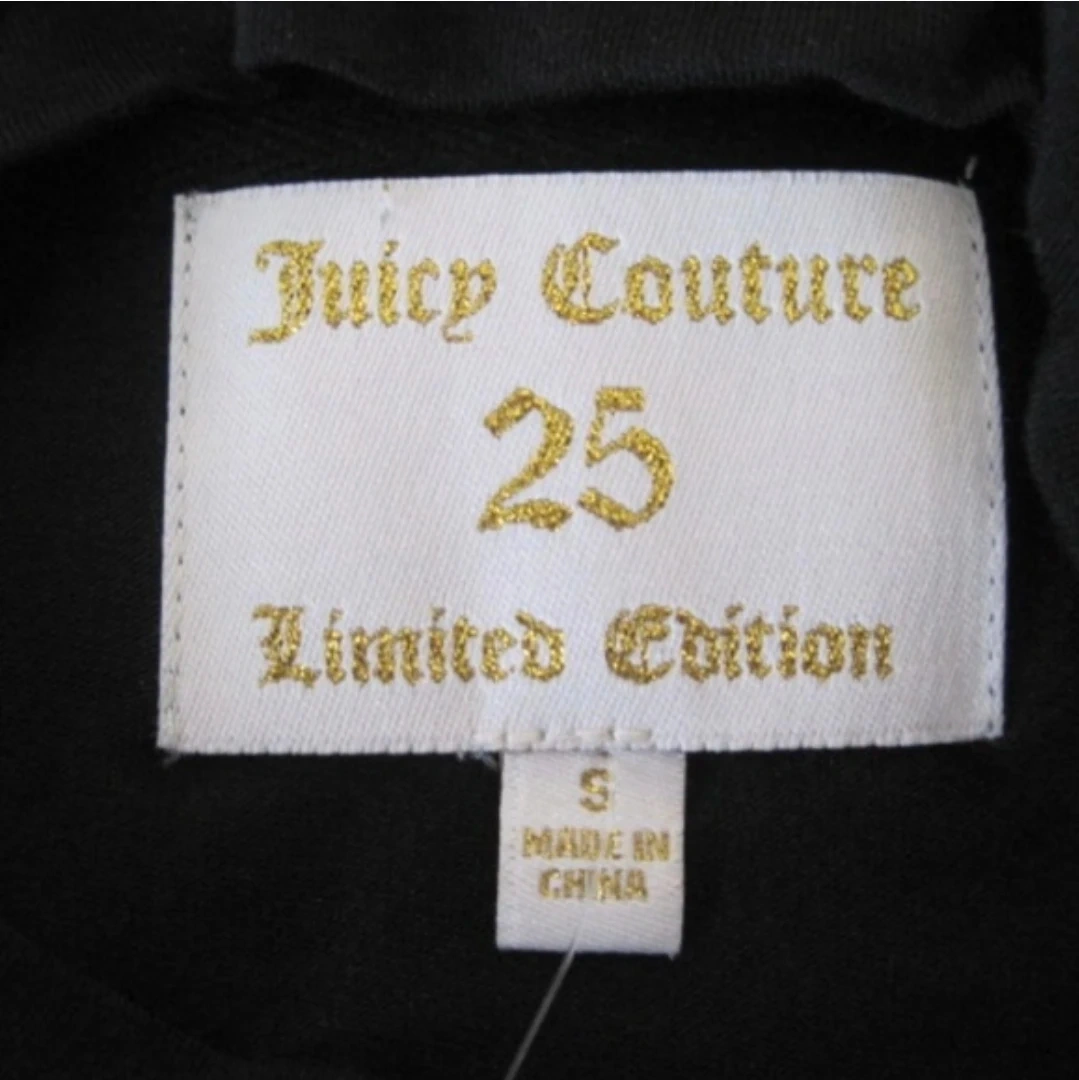 Juicy Couture
25
Limited Edition
S
MADE IN
CHINA